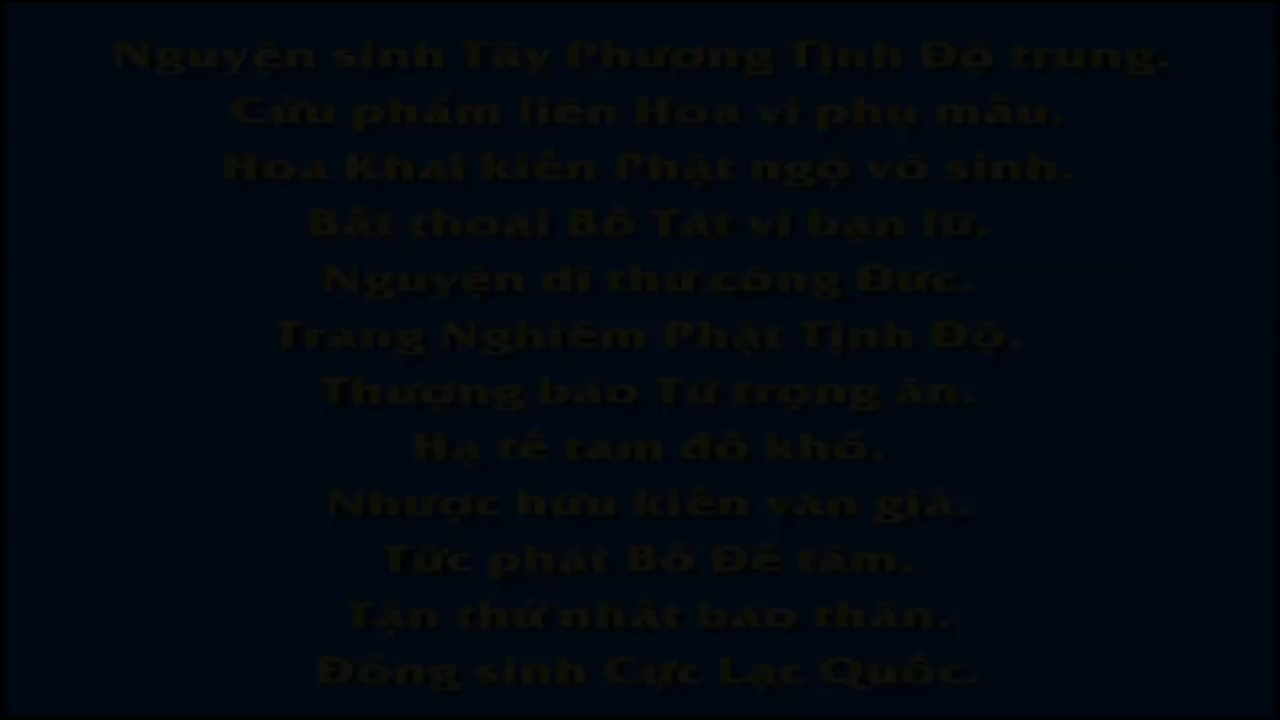 Nguyện sinh Tây Phương Tịnh Độ trung.
Cửu phẩm liên Hoa vi phụ mẫu.
Hoa Khai kiến Phật ngộ vô sinh.
Bất thoái Bồ Tát vi bạn lữ.
Nguyện dĩ thử công Đức.
Trang Nghiêm Phật Tịnh Độ.
Thượng báo Tứ trọng ân.
Hạ tế tam đồ khổ.
Nhược hữu kiến văn giả.
Tức phát Bồ Đề tâm.
Tận thử nhất báo thân.
Đồng sinh Cực Lạc Quốc.